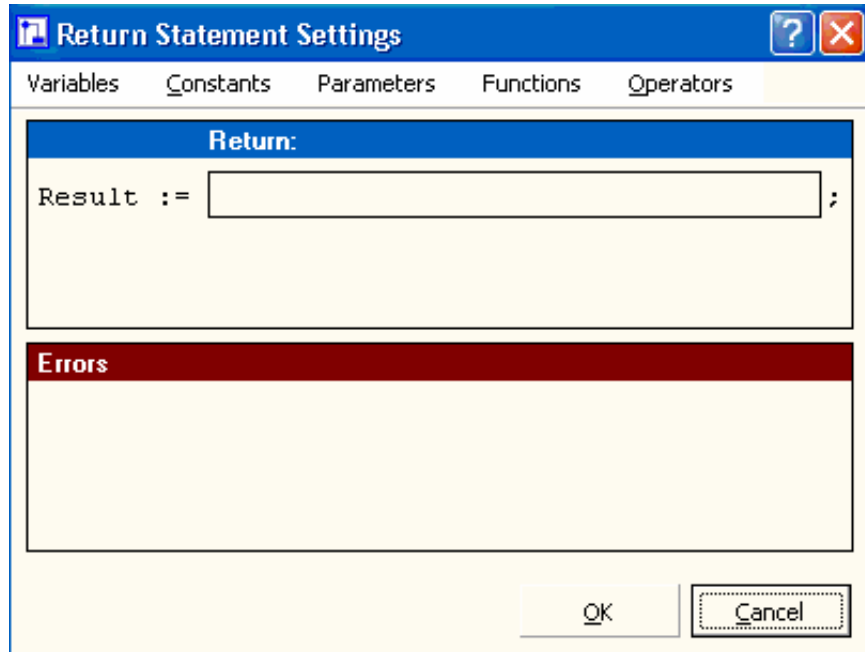 Return Statement Settings
Variables Constants Parameters Functions Operators
Return:
Result := ;
Errors
OK Cancel